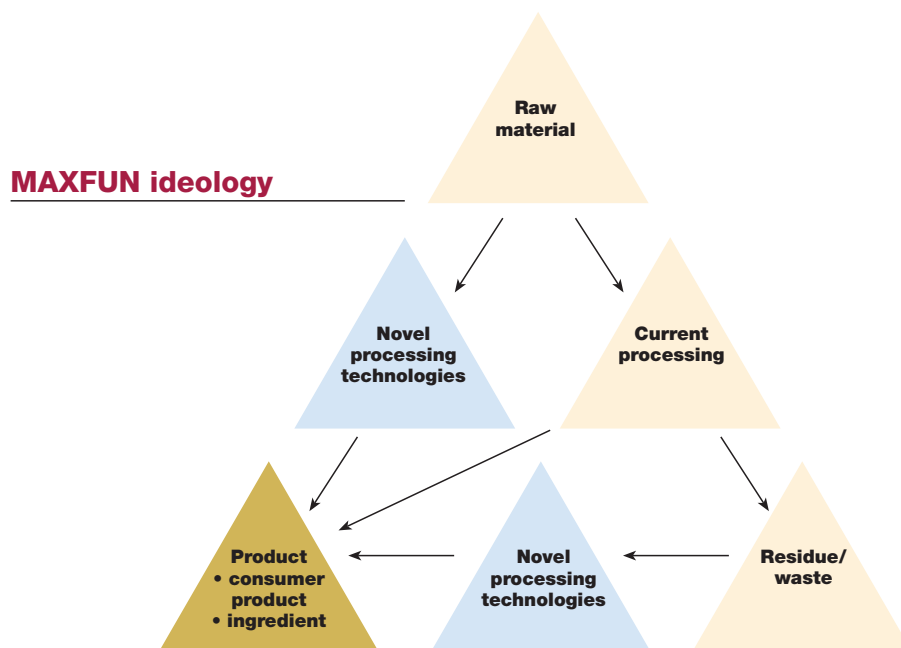 Raw
material
MAXFUN ideology
Novel
processing
technologies
Current
processing
Product
• consumer
product
• ingredient
Novel
processing
technologies
Residue/
waste